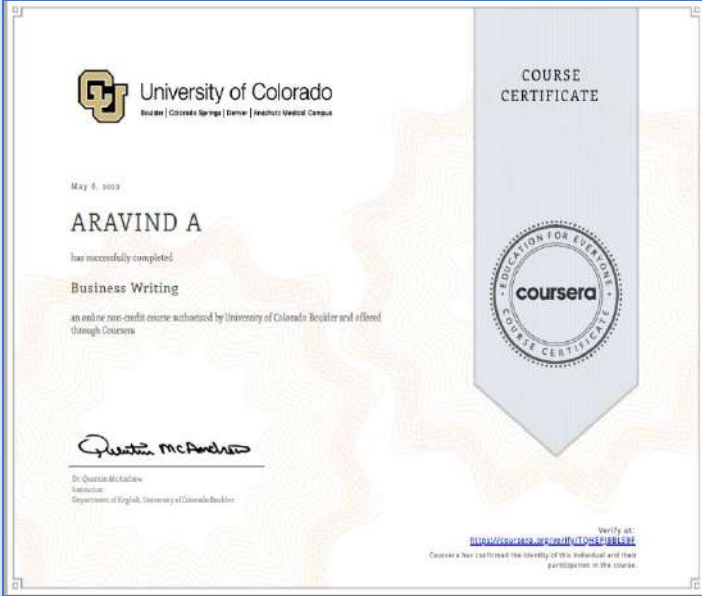 University of Colorado
Boulder | Colorado Springs | Denver | Anschutz Medical Campus
COURSE
CERTIFICATE
May 6, 2022
ARAVIND A
has successfully completed
Business Writing
an online non-credit course authorized by University of Colorado Boulder and offered
through Coursera
EDUCATION FOR EVERYONE
coursera
COURSE CERTIFICATE
Quentin McAndrew
Dr. Quentin McAndrew
Instructor
Department of English, University of Colorado Boulder
Verify at:
Coursera has confirmed the identity of this individual and their
participation in the course.